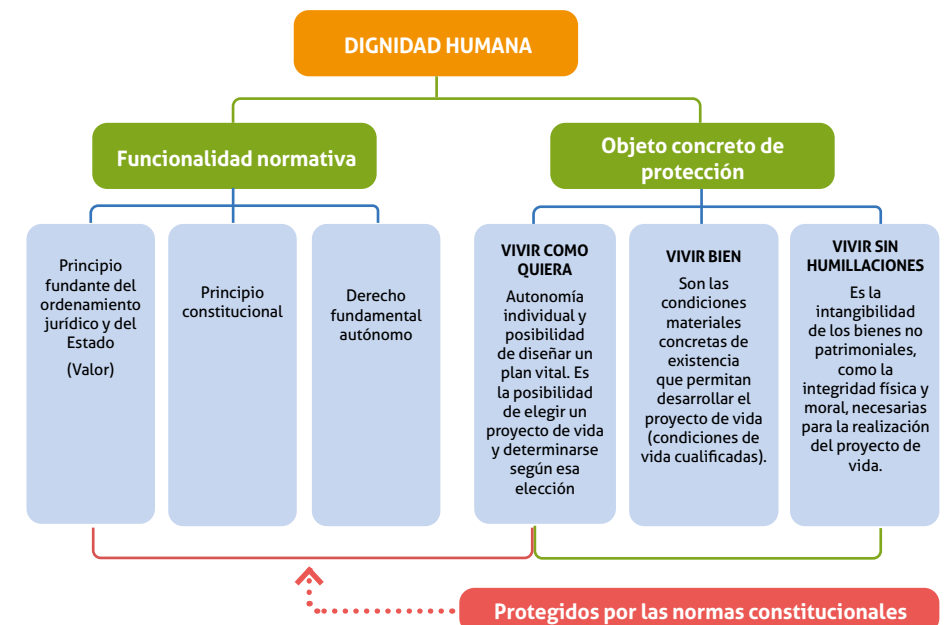 DIGNIDAD HUMANA
Funcionalidad normativa
Objeto concreto de
protección
Principio
fundante del
ordenamiento
jurídico y del
Estado
(Valor)
Principio
constitucional
Derecho
fundamental
autónomo
VIVIR COMO
QUIERA
Autonomía
individual y
posibilidad
de diseñar un
plan vital. Es
la posibilidad
de elegir un
proyecto de vida
y determinarse
según esa
elección
VIVIR BIEN
Son las
condiciones
materiales
concretas de
existencia
que permitan
desarrollar el
proyecto de vida
(condiciones de
vida cualificadas).
VIVIR SIN
HUMILLACIONES
Es la
intangibilidad
de los bienes no
patrimoniales,
como la
integridad física y
moral, necesarias
para la realización
del proyecto de
vida.
Protegidos por las normas constitucionales